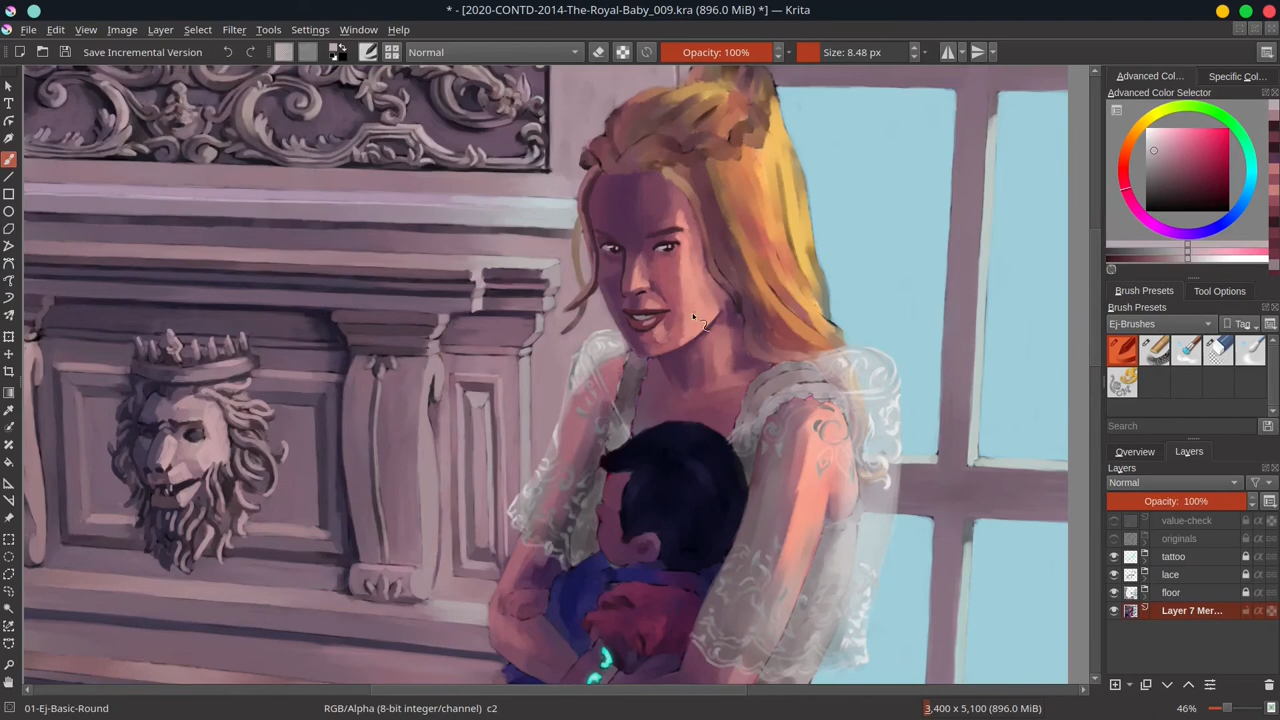 * - [2020-CONTD-2014-The-Royal-Baby_009.kra (896.0 MiB) *] — Krita
File Edit View Image Layer Select Filter Tools Settings Window Help
Save Incremental Version Normal Opacity: 100% Size: 8.48 px
Advanced Col... Specific Co...
Advanced Color Selector
Brush Presets Tool Options
Brush Presets
Ej-Brushes Tag
Search
Overview Layers
Layers
Normal
Opacity: 100%
value-check
originals
tattoo
lace
floor
Layer 7 Mer...
01-Ej-Basic-Round RGB/Alpha (8-bit integer/channel) c2 3,400 x 5,100 (896.0 MiB) 46%